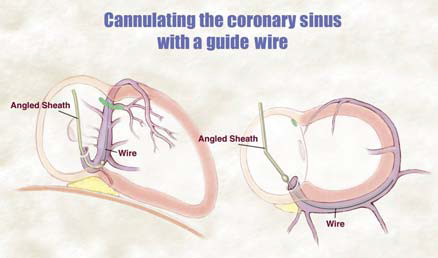 Cannulating the coronary sinus
with a guide wire
Angled Sheath
Wire
Angled Sheath
Wire